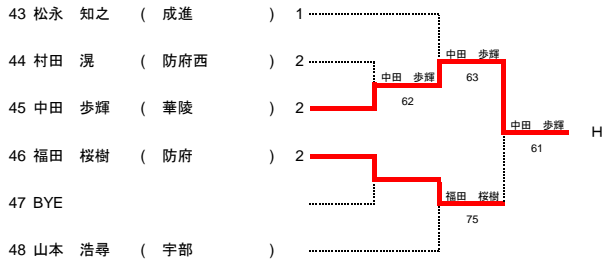 43 松永 知之 ( 成進 ) 1
44 村田 滉 ( 防府西 ) 2
中田 歩輝 63
中田 歩輝
45 中田 歩輝 ( 華陵 ) 2
62
中田 歩輝 H
61
46 福田 桜樹 ( 防府 ) 2
47 BYE
福田 桜樹
75
48 山本 浩尋 ( 宇部 )